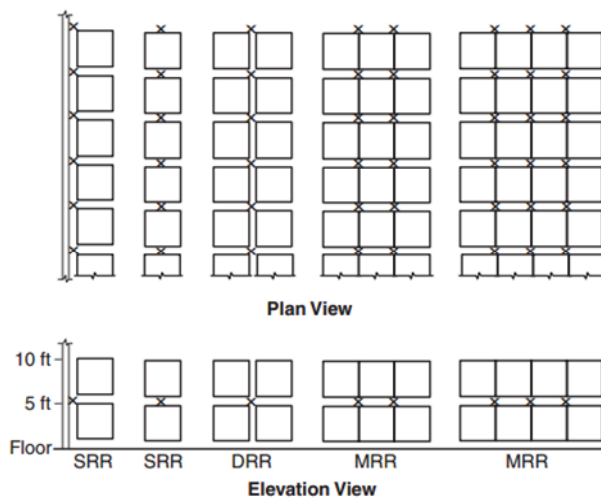 Plan View
10 ft
5 ft
Floor
SRR SRR DRR MRR MRR
Elevation View